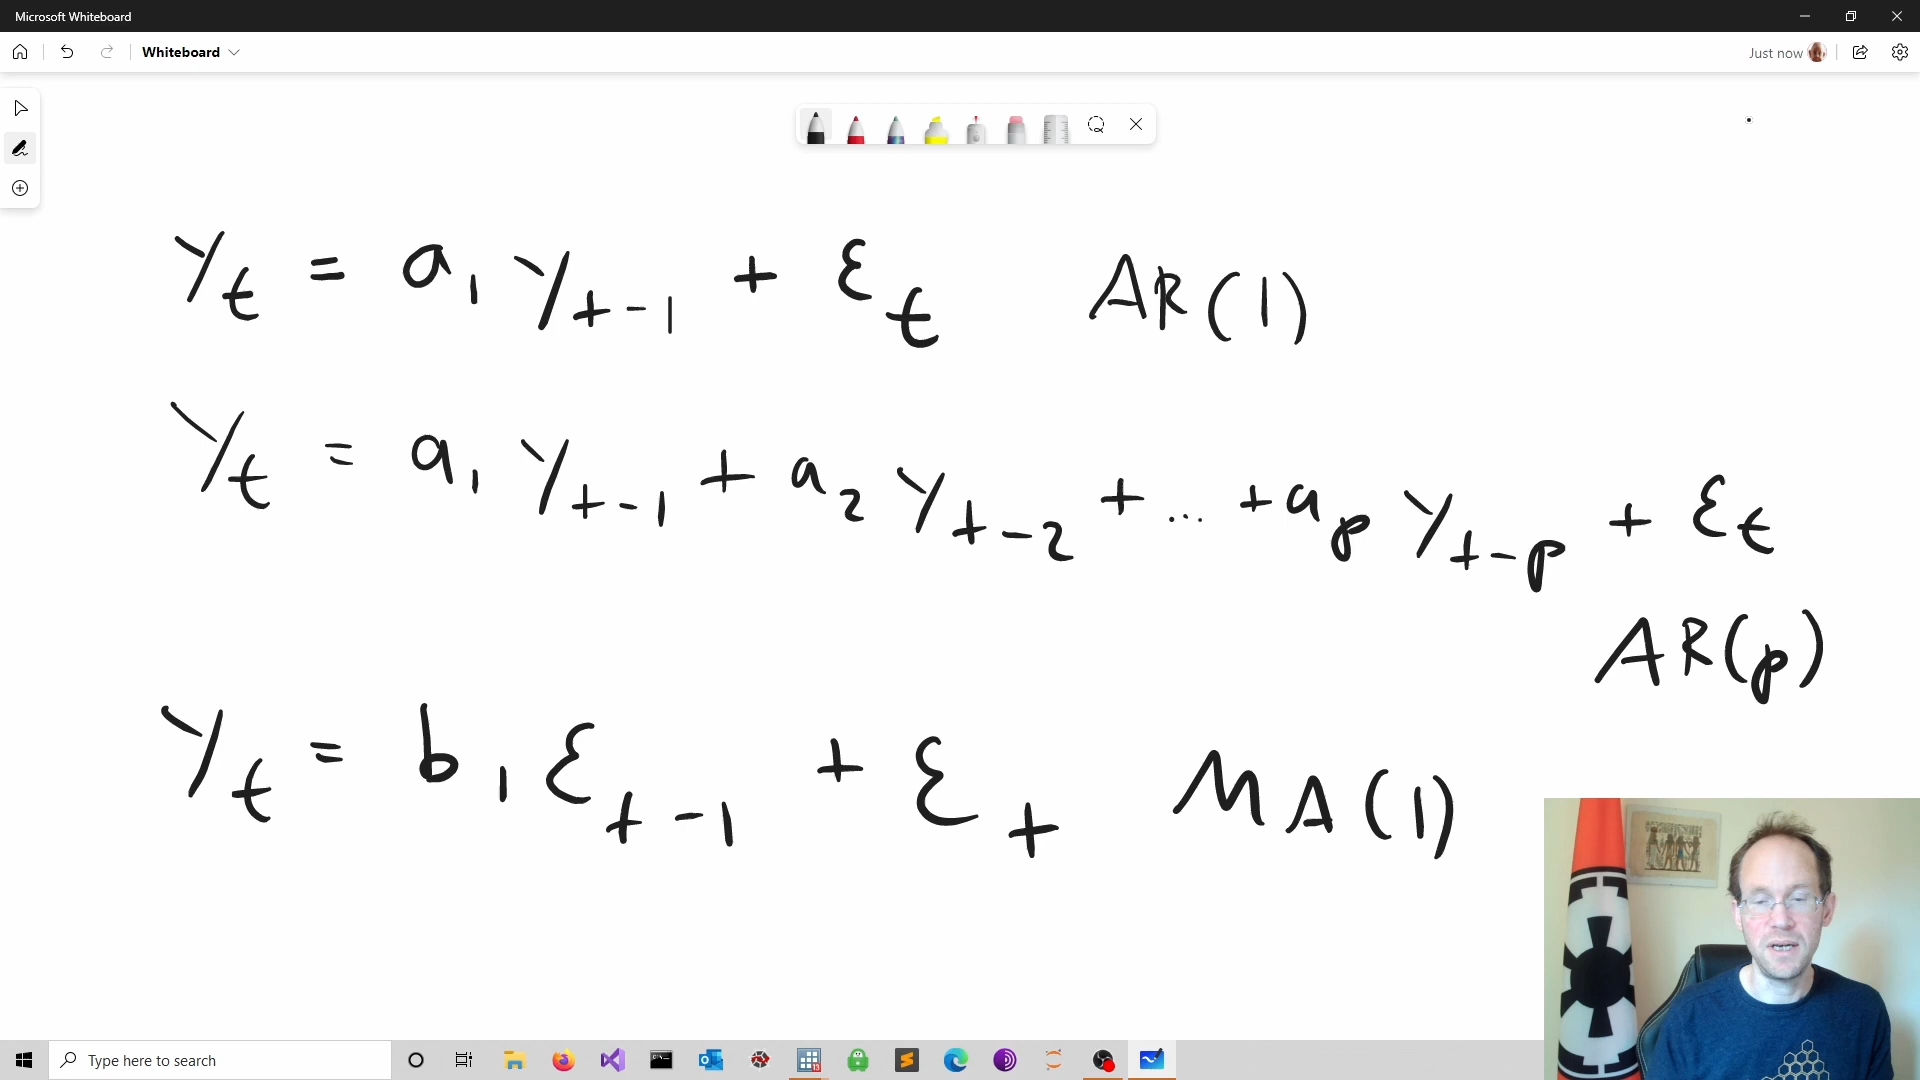 Microsoft Whiteboard
Whiteboard
Just now
yₜ = a₁ yₜ₋₁ + εₜ AR(1)
yₜ = a₁ yₜ₋₁ + a₂ yₜ₋₂ + ... + aₚ yₜ₋ₚ + εₜ
AR(p)
yₜ = b₁ εₜ₋₁ + εₜ MA(1)
Type here to search